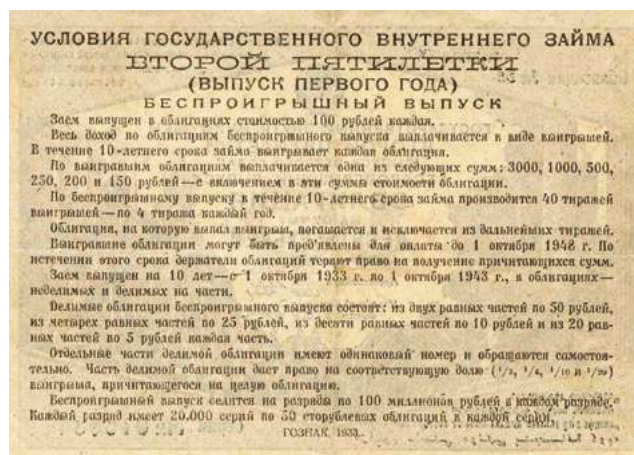 УСЛОВИЯ ГОСУДАРСТВЕННОГО ВНУТРЕННЕГО ЗАЙМА
ВТОРОЙ ПЯТИЛЕТКИ
(ВЫПУСК ПЕРВОГО ГОДА)
БЕСПРОИГРЫШНЫЙ ВЫПУСК
Заем выпущен в облигациях стоимостью 100 рублей каждая.
Весь доход по облигациям беспроигрышного выпуска выплачивается в виде выигрышей.
В течение 10-летнего срока займа выигрывает каждая облигация.
По выигравшим облигациям выплачивается одна из следующих сумм: 3000, 1000, 500,
250, 200 и 150 рублей—с включением в эти суммы стоимости облигации.
По беспроигрышному выпуску в течение 10-летнего срока займа производится 40 тиражей
выигрышей—по 4 тиража каждый год.
Облигация, на которую выпал выигрыш, погашается и исключается из дальнейших тиражей.
Выигравшие облигации могут быть пред'явлены для оплаты до 1 октября 1948 г. По
истечении этого срока держатели облигаций теряют право на получение причитающихся сумм.
Заем выпущен на 10 лет—с 1 октября 1933 г. по 1 октября 1943 г., в облигациях—
неделимых и делимых на части.
Делимые облигации беспроигрышного выпуска состоят: из двух равных частей по 50 рублей,
из четырех равных частей по 25 рублей, из десяти равных частей по 10 рублей и из 20 рав-
ных частей по 5 рублей каждая часть.
Отдельные части делимой облигации имеют одинаковый номер и обращаются самостоя-
тельно. Часть делимой облигации дает право на соответствующую долю (1/2, 1/4, 1/10 и 1/20)
выигрыша, причитающегося на целую облигацию.
Беспроигрышный выпуск делится на разряды по 100 миллионов рублей в каждом разряде.
Каждый разряд имеет 20.000 серий по 50 сторублевых облигаций в каждой серии.
ГОЗНАК. 1933.